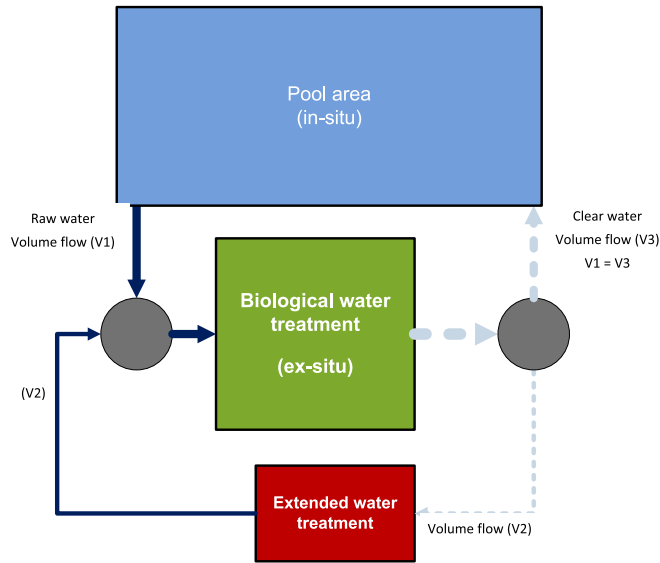 Pool area
(in-situ)
Raw water
Volume flow (V1)
Clear water
Volume flow (V3)
V1 = V3
Biological water
treatment
(ex-situ)
(V2)
Extended water
treatment
Volume flow (V2)